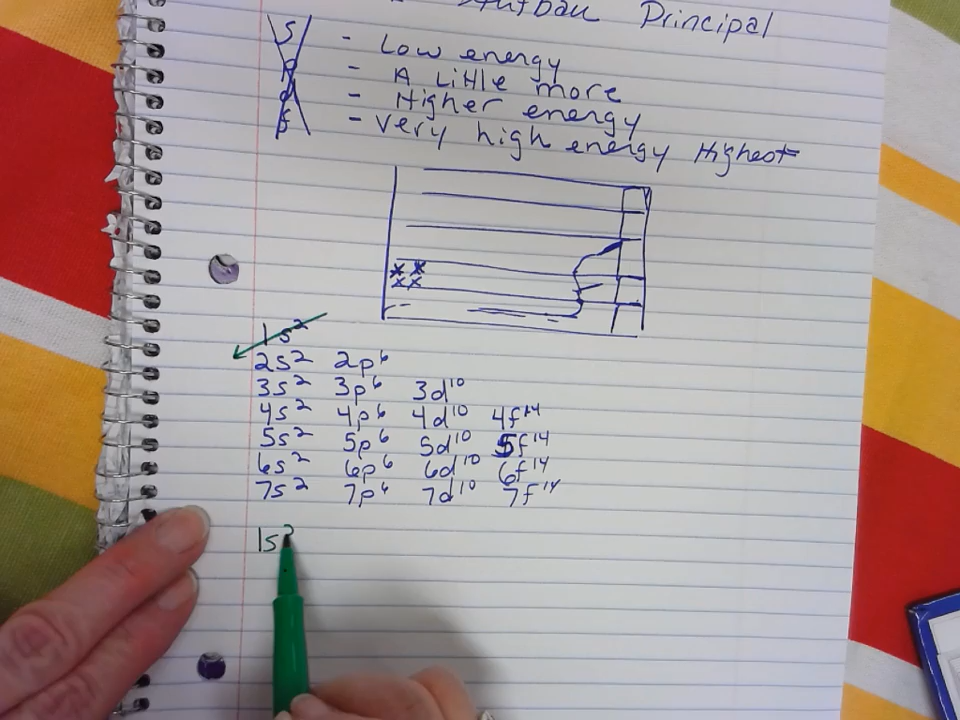 Aufbau Principal
s - Low energy
p - A little more
d - Higher energy
f - Very high energy Highest
1s²
2s² 2p⁶
3s² 3p⁶ 3d¹⁰
4s² 4p⁶ 4d¹⁰ 4f¹⁴
5s² 5p⁶ 5d¹⁰ 5f¹⁴
6s² 6p⁶ 6d¹⁰ 6f¹⁴
7s² 7p⁶ 7d¹⁰ 7f¹⁴
1s²